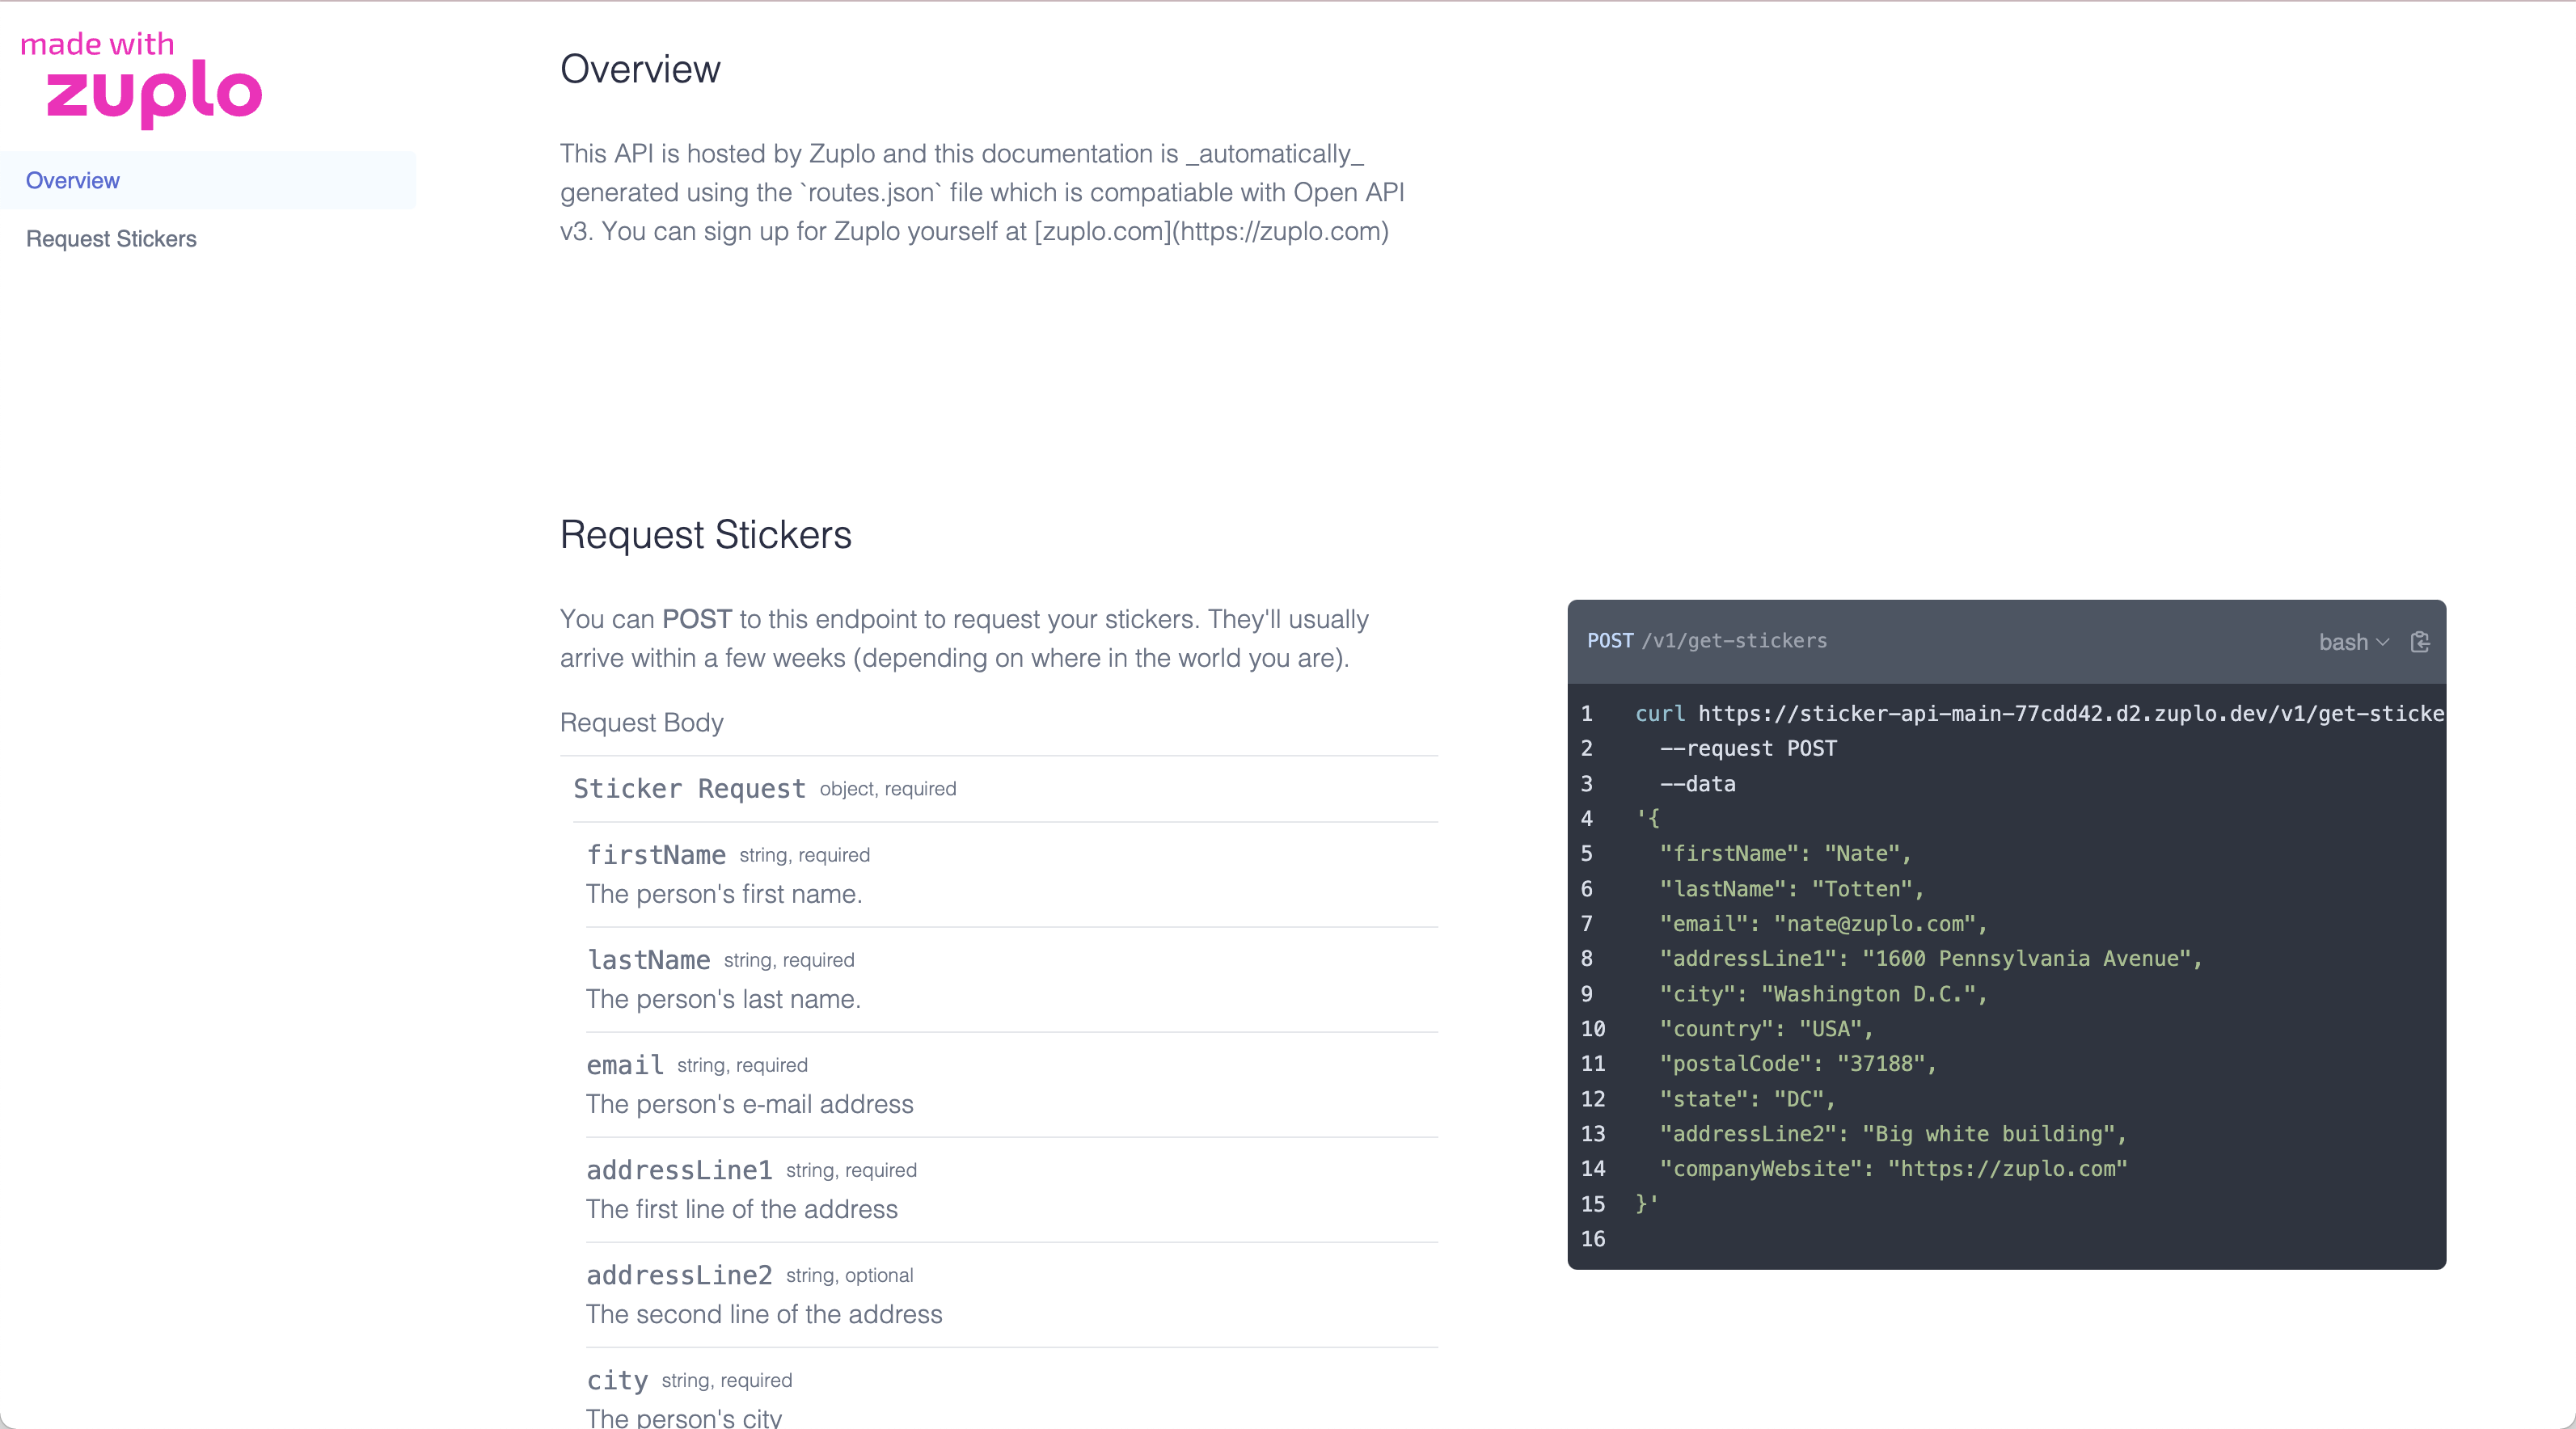 made with
zuplo
Overview
Request Stickers
Overview
This API is hosted by Zuplo and this documentation is _automatically_
generated using the `routes.json` file which is compatiable with Open API
v3. You can sign up for Zuplo yourself at [zuplo.com](https://zuplo.com)
Request Stickers
You can POST to this endpoint to request your stickers. They'll usually
arrive within a few weeks (depending on where in the world you are).
Request Body
Sticker Request object, required
firstName string, required
The person's first name.
lastName string, required
The person's last name.
email string, required
The person's e-mail address
addressLine1 string, required
The first line of the address
addressLine2 string, optional
The second line of the address
city string, required
The person's city
POST /v1/get-stickers bash
1 curl https://sticker-api-main-77cdd42.d2.zuplo.dev/v1/get-sticke
2 --request POST
3 --data
4 '{
5 "firstName": "Nate",
6 "lastName": "Totten",
7 "email": "nate@zuplo.com",
8 "addressLine1": "1600 Pennsylvania Avenue",
9 "city": "Washington D.C.",
10 "country": "USA",
11 "postalCode": "37188",
12 "state": "DC",
13 "addressLine2": "Big white building",
14 "companyWebsite": "https://zuplo.com"
15 }'
16